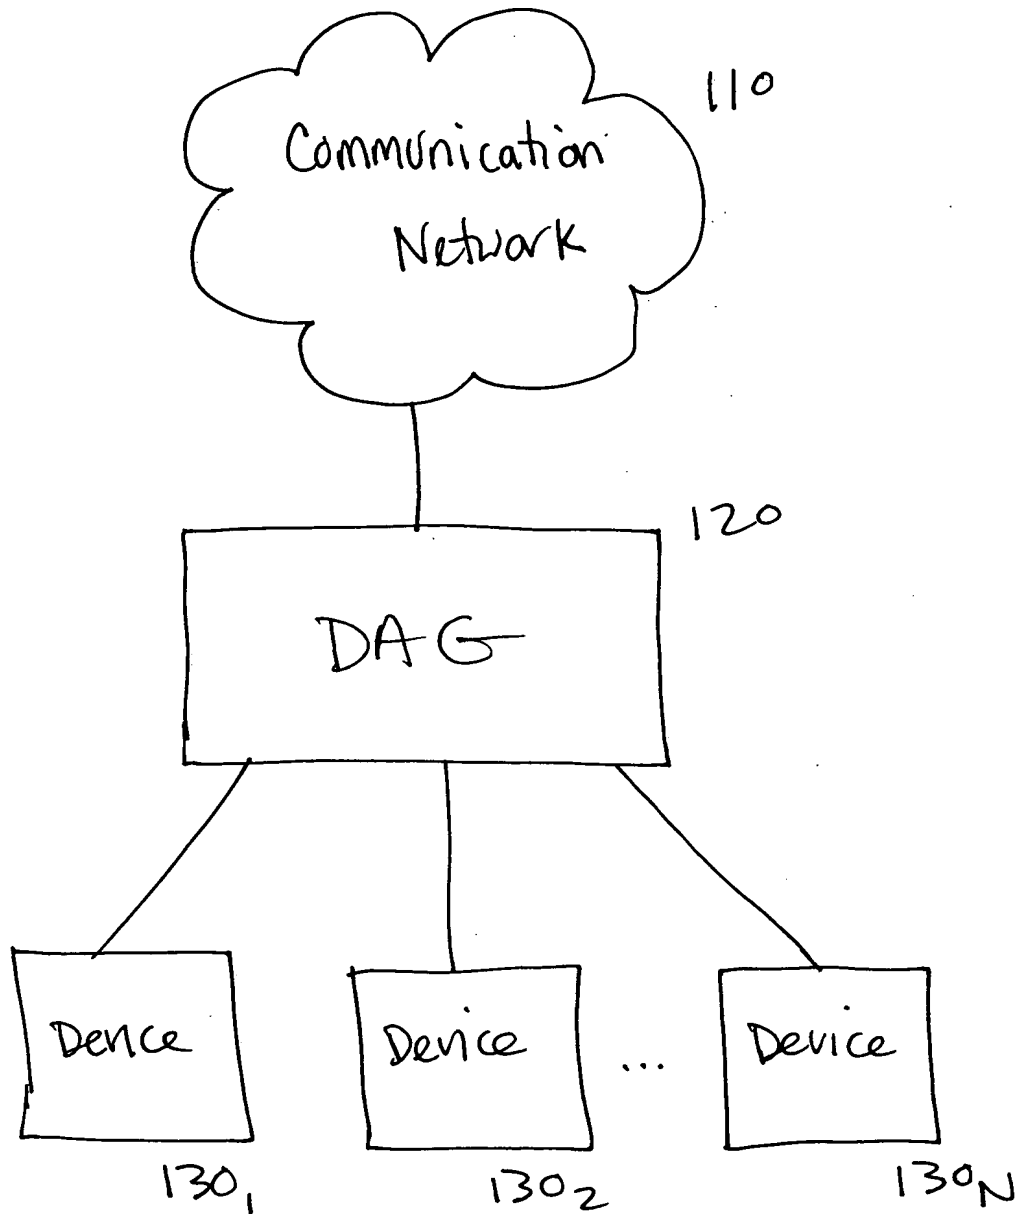 110
Communication
Network
120
DAG
Device
Device
...
Device
130₁
130₂
130N